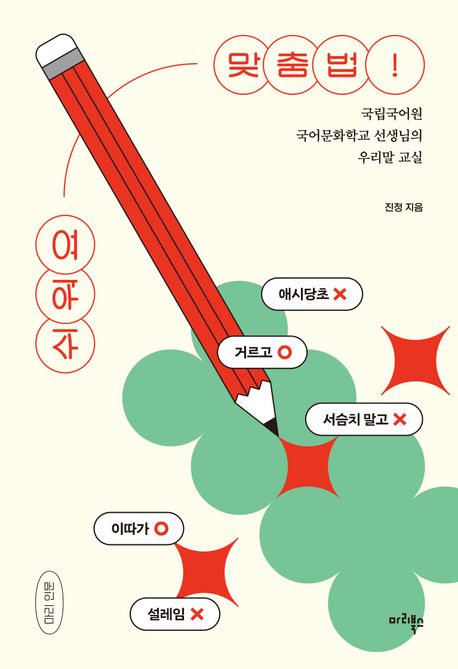 쉬워요
맞춤법!
국립국어원
국어문화학교 선생님의
우리말 교실
진정 지음
애시당초 ×
거르고 ○
서슴치 말고 ×
이따가 ○
설레임 ×
마리 인문
마리북스